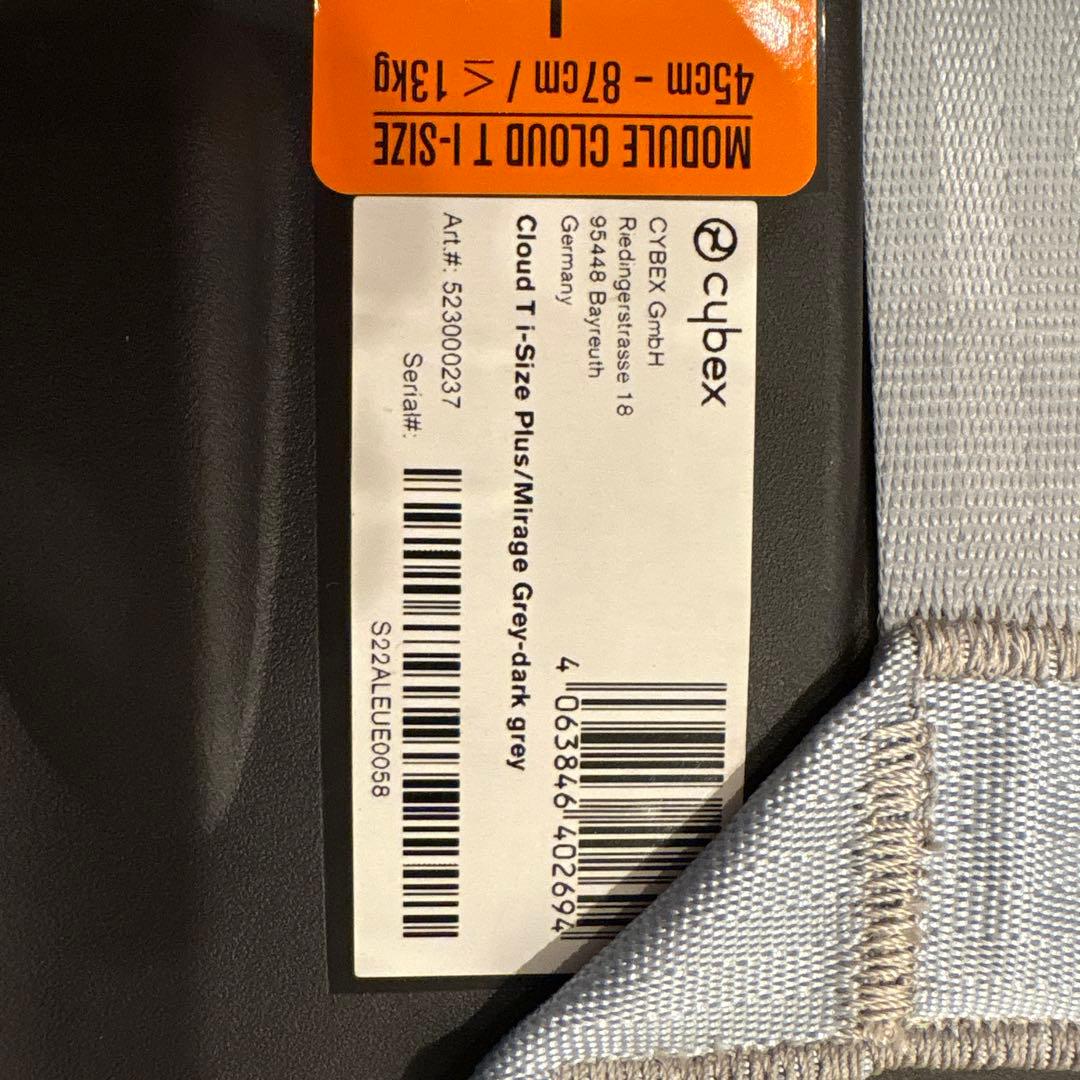 MODULE CLOUD T I-SIZE
45cm - 87cm / ≤ 13kg
cybex
CYBEX GmbH
Riedingerstrasse 18
95448 Bayreuth
Germany
4 063846 402694
Cloud T i-Size Plus/Mirage Grey-dark grey
Art.#: 523000237
Serial#:
S22ALEUE0058